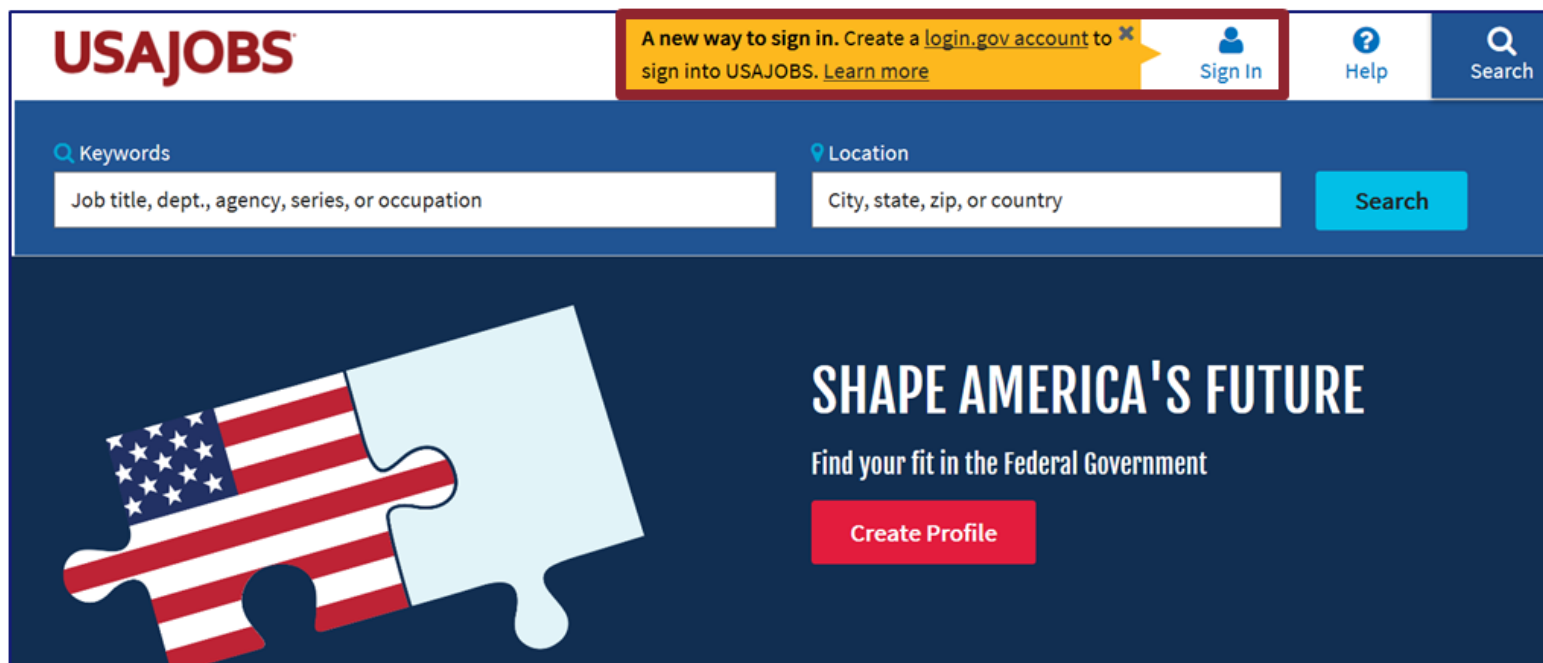 USAJOBS
A new way to sign in. Create a login.gov account to
sign into USAJOBS. Learn more
Sign In
Help
Search
Keywords
Location
Job title, dept., agency, series, or occupation
City, state, zip, or country
Search
SHAPE AMERICA'S FUTURE
Find your fit in the Federal Government
Create Profile